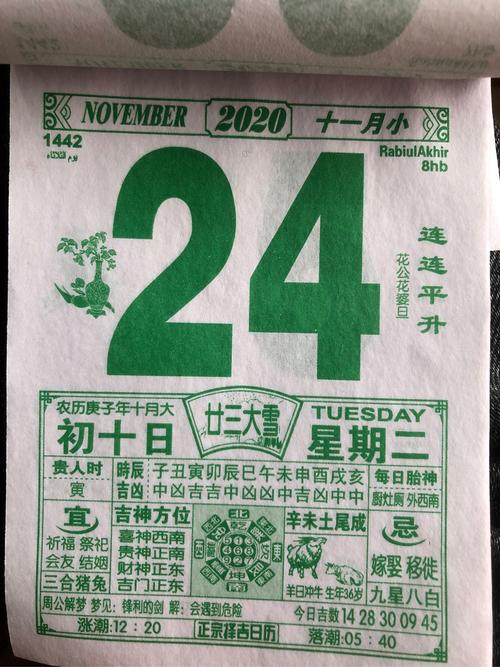 NOVEMBER 2020 十一月小
1442
RabiulAkhir
8hb
24
连连平升
花公花婆旦
农历庚子年十月大
初十日
廿三大雪
TUESDAY
星期二
贵人时
寅
時辰
吉凶
子丑寅卯辰巳午未申酉戌亥
中凶吉吉中凶凶中吉凶中中
每日胎神
厨灶厕 外西南
宜
祈福 祭祀
会友 结姻
三合猪兔
吉神方位
喜神西南
贵神正南
财神正东
吉门正东
北
东
南
辛未土尾成
羊日冲牛 生年36岁
忌
嫁娶 移徙
九星八白
周公解梦 梦见:锋利的剑 解:会遇到危险
今日吉数 14 28 30 09 45
涨潮:12:20
正宗择吉日历
落潮:05:40